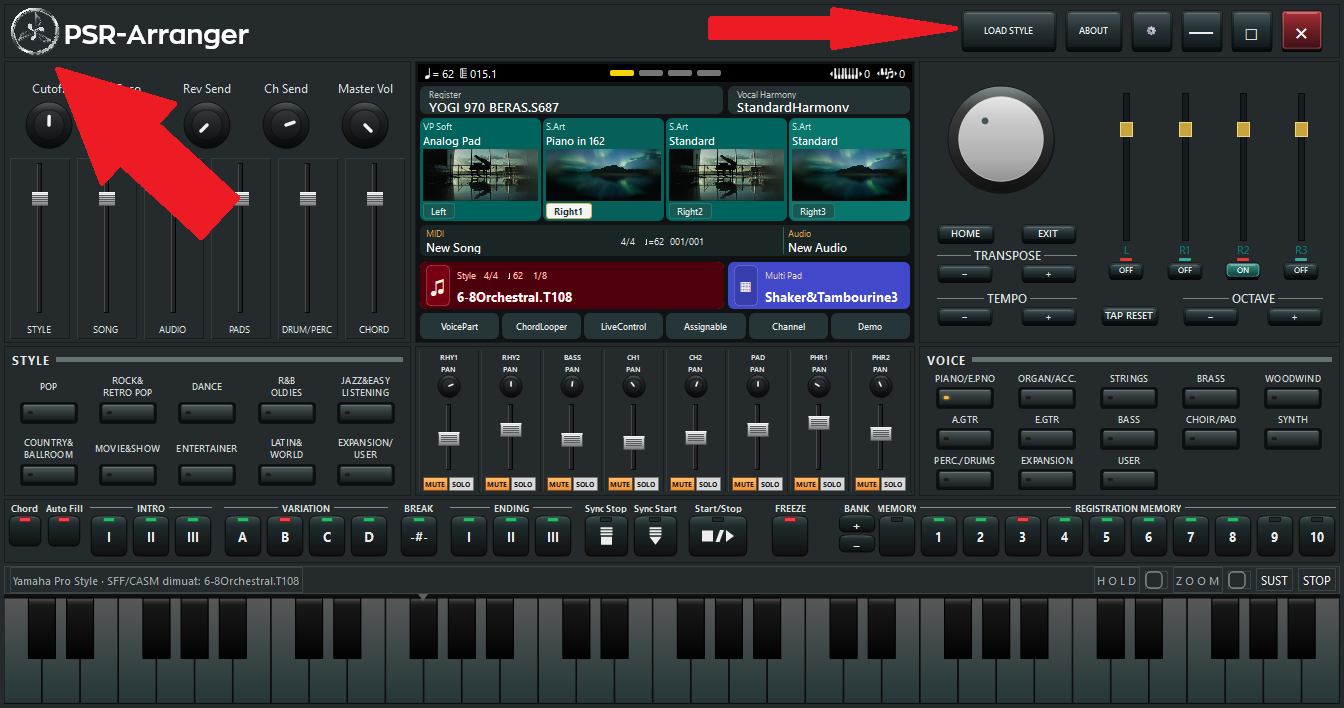 PSR-Arranger
LOAD STYLE
ABOUT
Rev Send
Ch Send
Master Vol
STYLE
SONG
AUDIO
PADS
DRUM/PERC
CHORD
= 62
015.1
0
0
Register
YOGI 970 BERAS.S687
Vocal Harmony
StandardHarmony
VP Soft
Analog Pad
Left
S.Art
Piano in 162
Right1
S.Art
Standard
Right2
S.Art
Standard
Right3
MIDI
New Song
4/4 ♩=62 001/001
Audio
New Audio
Style 4/4 ♩62 1/8
6-8Orchestral.T108
Multi Pad
Shaker&Tambourine3
VoicePart
ChordLooper
LiveControl
Assignable
Channel
Demo
HOME
EXIT
TRANSPOSE
−
+
TEMPO
−
+
L
R1
R2
R3
OFF
OFF
ON
OFF
TAP RESET
OCTAVE
−
+
STYLE
POP
ROCK&
RETRO POP
DANCE
R&B
OLDIES
JAZZ&EASY
LISTENING
COUNTRY&
BALLROOM
MOVIE&SHOW
ENTERTAINER
LATIN&
WORLD
EXPANSION/
USER
RHY1
PAN
MUTE SOLO
RHY2
PAN
MUTE SOLO
BASS
PAN
MUTE SOLO
CH1
PAN
MUTE SOLO
CH2
PAN
MUTE SOLO
PAD
PAN
MUTE SOLO
PHR1
PAN
MUTE SOLO
PHR2
PAN
MUTE SOLO
VOICE
PIANO/E.PNO
ORGAN/ACC.
STRINGS
BRASS
WOODWIND
A.GTR
E.GTR
BASS
CHOIR/PAD
SYNTH
PERC./DRUMS
EXPANSION
USER
Chord
Auto Fill
INTRO
I
II
III
VARIATION
A
B
C
D
BREAK
-#-
ENDING
I
II
III
Sync Stop
Sync Start
Start/Stop
FREEZE
BANK
+
−
MEMORY
REGISTRATION MEMORY
1
2
3
4
5
6
7
8
9
10
Yamaha Pro Style · SFF/CASM dimuat: 6-8Orchestral.T108
HOLD
ZOOM
SUST
STOP